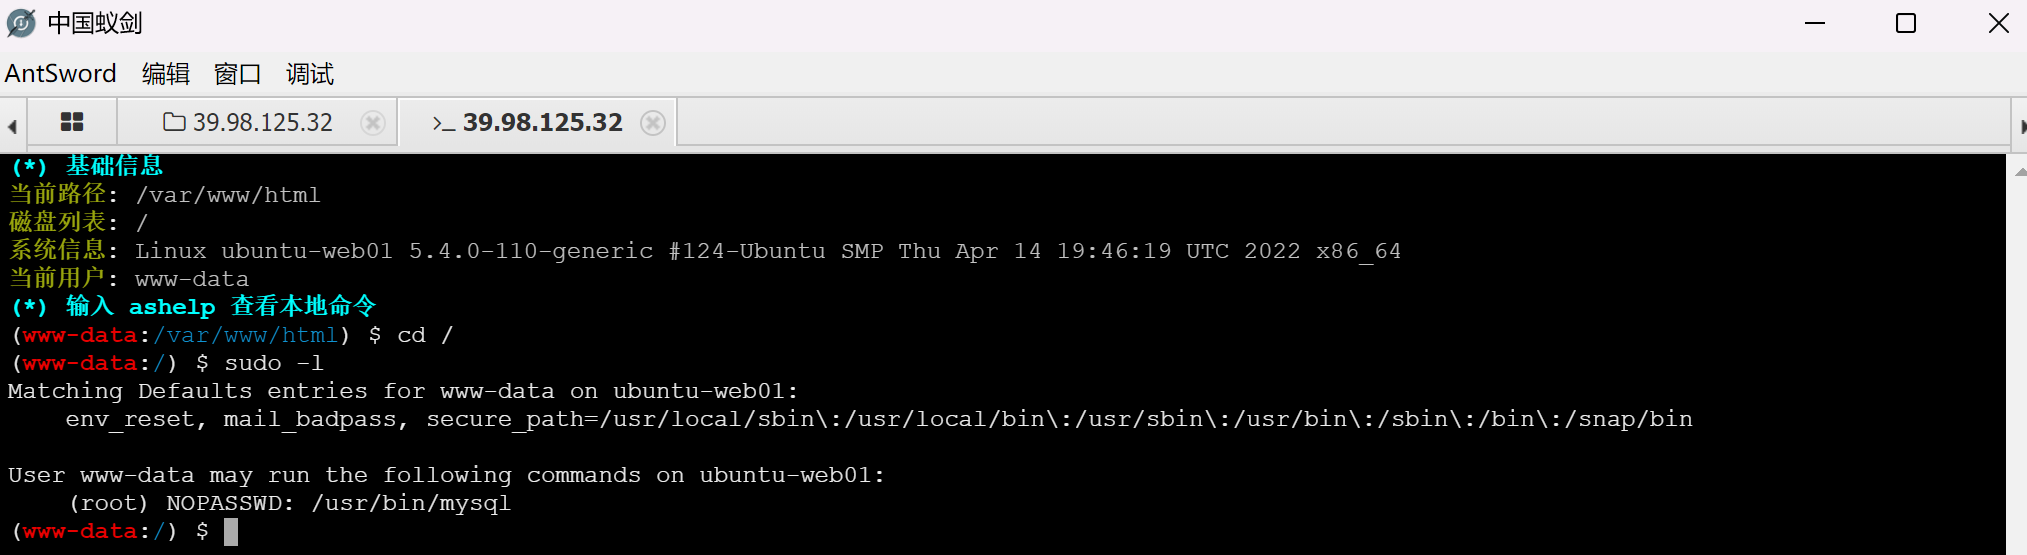 中国蚁剑
AntSword 编辑 窗口 调试
39.98.125.32 >_ 39.98.125.32
(*) 基础信息
当前路径: /var/www/html
磁盘列表: /
系统信息: Linux ubuntu-web01 5.4.0-110-generic #124-Ubuntu SMP Thu Apr 14 19:46:19 UTC 2022 x86_64
当前用户: www-data
(*) 输入 ashelp 查看本地命令
(www-data:/var/www/html) $ cd /
(www-data:/) $ sudo -l
Matching Defaults entries for www-data on ubuntu-web01:
    env_reset, mail_badpass, secure_path=/usr/local/sbin\:/usr/local/bin\:/usr/sbin\:/usr/bin\:/sbin\:/bin\:/snap/bin
User www-data may run the following commands on ubuntu-web01:
    (root) NOPASSWD: /usr/bin/mysql
(www-data:/) $